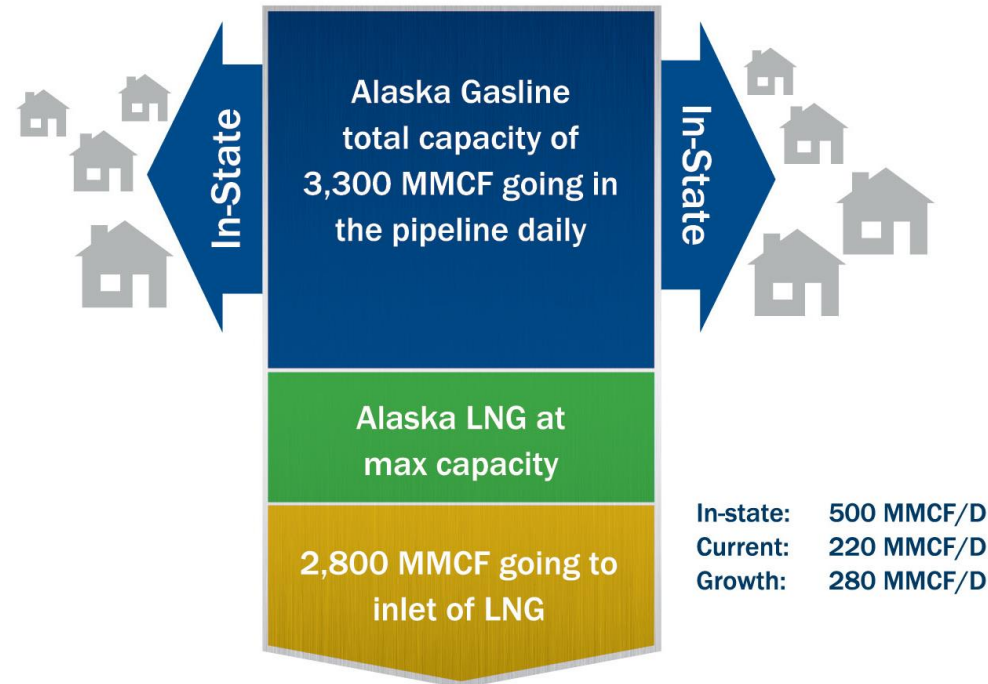 In-State
Alaska Gasline
total capacity of
3,300 MMCF going in
the pipeline daily
In-State
Alaska LNG at
max capacity
2,800 MMCF going to
inlet of LNG
In-state: 500 MMCF/D
Current: 220 MMCF/D
Growth: 280 MMCF/D